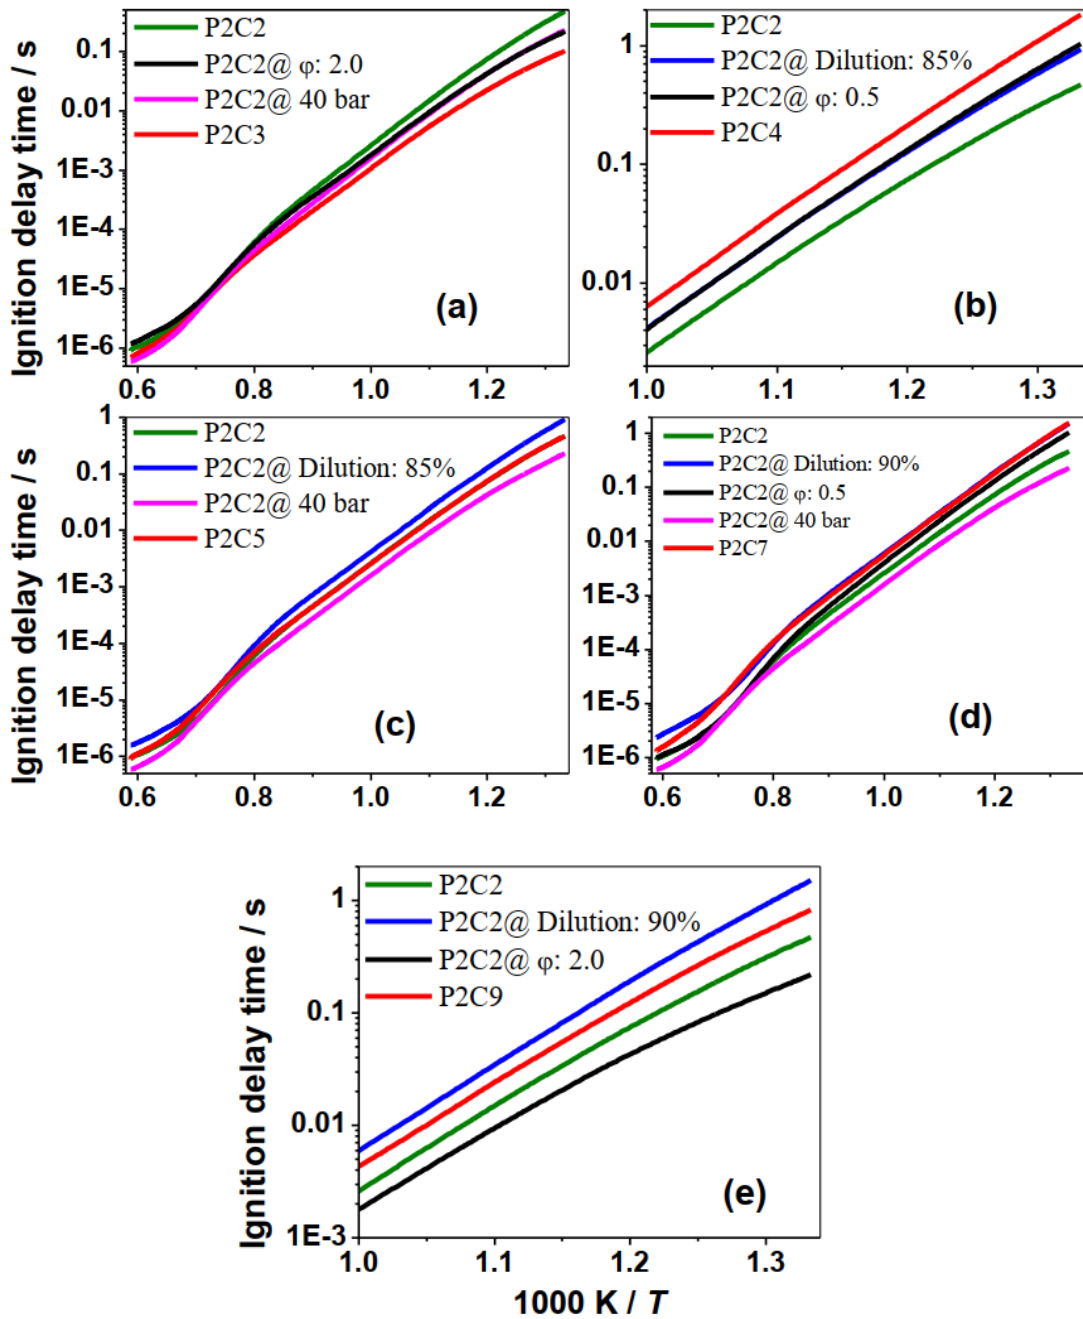 Ignition delay time / s
0.1
0.01
1E-3
1E-4
1E-5
1E-6
P2C2
P2C2@ φ: 2.0
P2C2@ 40 bar
P2C3
(a)
0.6 0.8 1.0 1.2
1
0.1
0.01
P2C2
P2C2@ Dilution: 85%
P2C2@ φ: 0.5
P2C4
(b)
1.0 1.1 1.2 1.3
Ignition delay time / s
1
0.1
0.01
1E-3
1E-4
1E-5
1E-6
P2C2
P2C2@ Dilution: 85%
P2C2@ 40 bar
P2C5
(c)
0.6 0.8 1.0 1.2
1
0.1
0.01
1E-3
1E-4
1E-5
1E-6
P2C2
P2C2@ Dilution: 90%
P2C2@ φ: 0.5
P2C2@ 40 bar
P2C7
(d)
0.6 0.8 1.0 1.2
Ignition delay time / s
1
0.1
0.01
1E-3
P2C2
P2C2@ Dilution: 90%
P2C2@ φ: 2.0
P2C9
(e)
1.0 1.1 1.2 1.3
1000 K / T